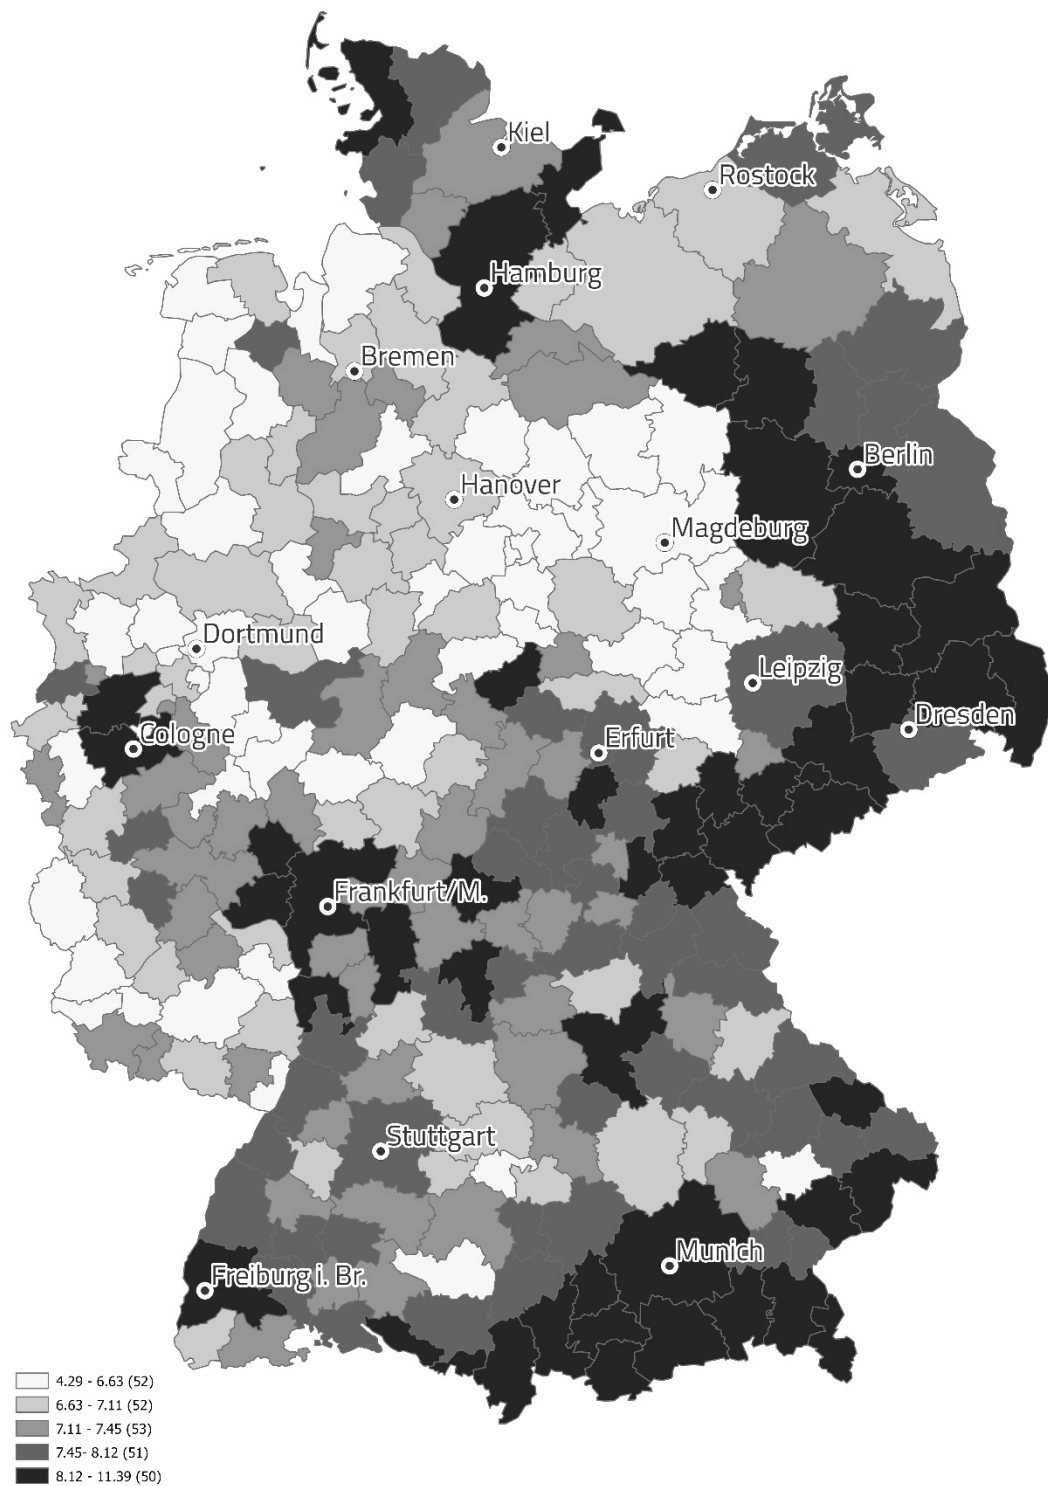 Kiel
Rostock
Hamburg
Bremen
Berlin
Hanover
Magdeburg
Dortmund
Leipzig
Dresden
Cologne
Erfurt
Frankfurt/M.
Stuttgart
Munich
Freiburg i. Br.
4.29 - 6.63 (52)
6.63 - 7.11 (52)
7.11 - 7.45 (53)
7.45- 8.12 (51)
8.12 - 11.39 (50)